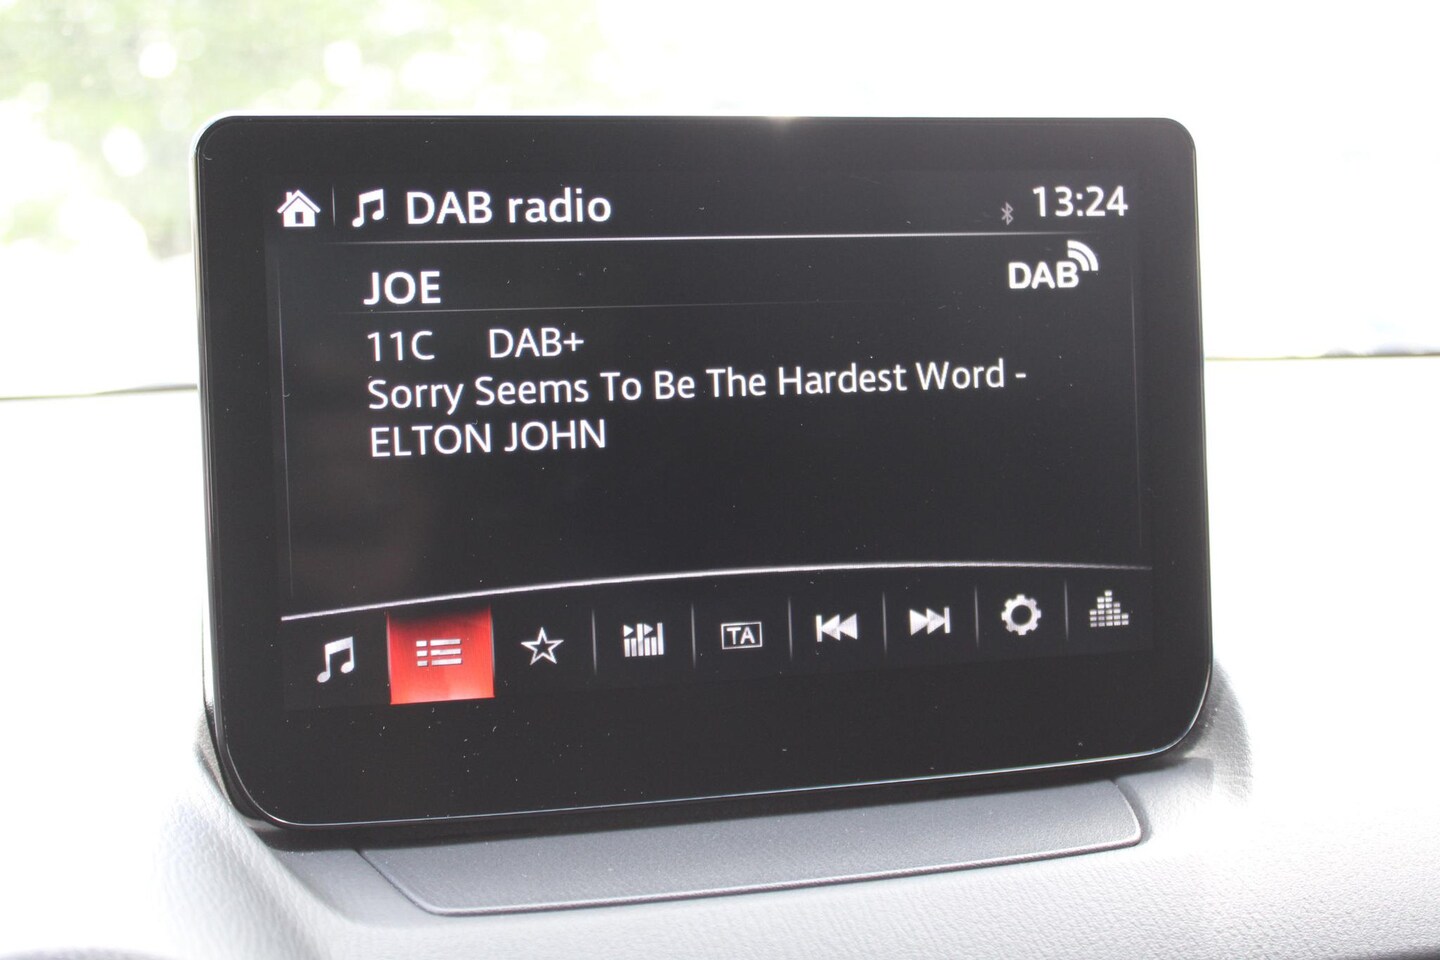 DAB radio
13:24
JOE
DAB
11C DAB+
Sorry Seems To Be The Hardest Word -
ELTON JOHN
TA